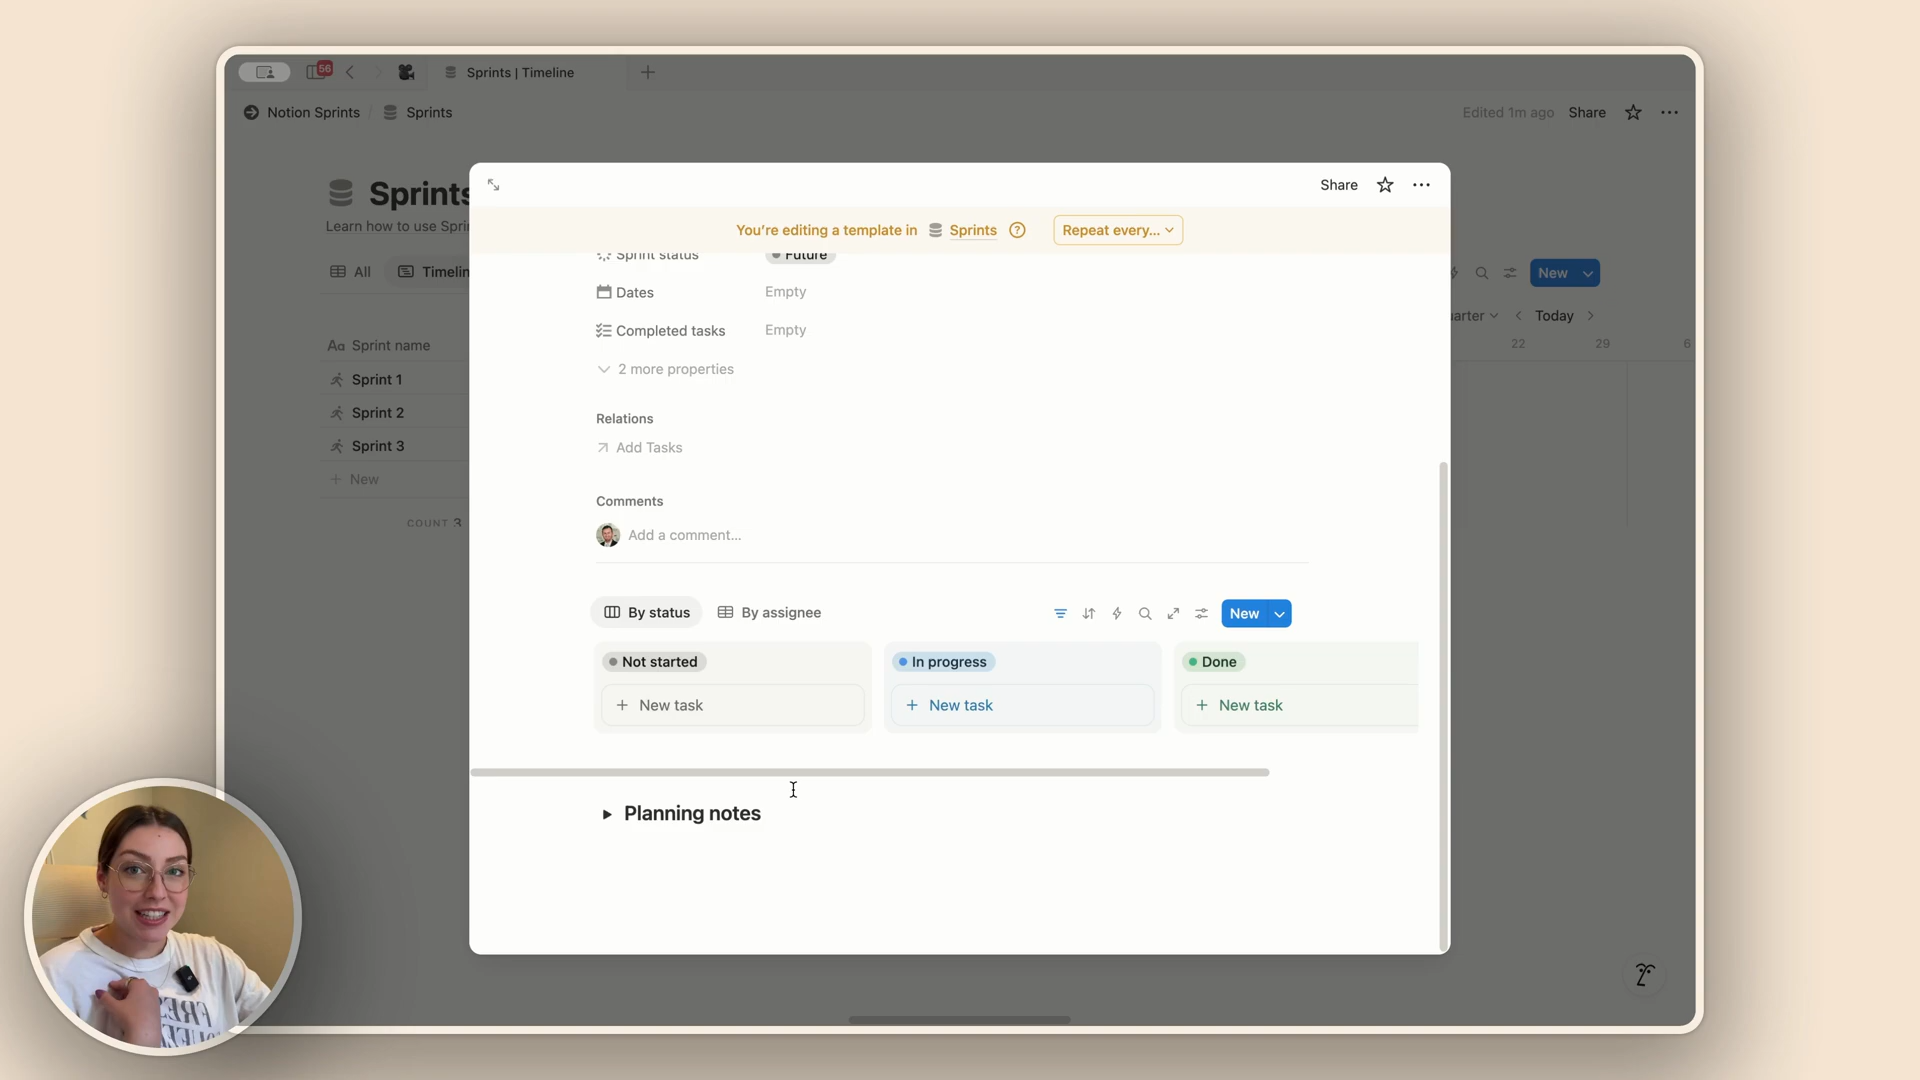 56
Sprints | Timeline
Notion Sprints / Sprints
Edited 1m ago Share
Sprints
Learn how to use Spri
All
Timelin
New
uarter
Today
22 29 6
Aa Sprint name
Sprint 1
Sprint 2
Sprint 3
+ New
COUNT 3
Share
You're editing a template in Sprints ? Repeat every...
Sprint status Future
Dates Empty
Completed tasks Empty
2 more properties
Relations
Add Tasks
Comments
Add a comment...
By status By assignee New
Not started In progress Done
+ New task + New task + New task
Planning notes